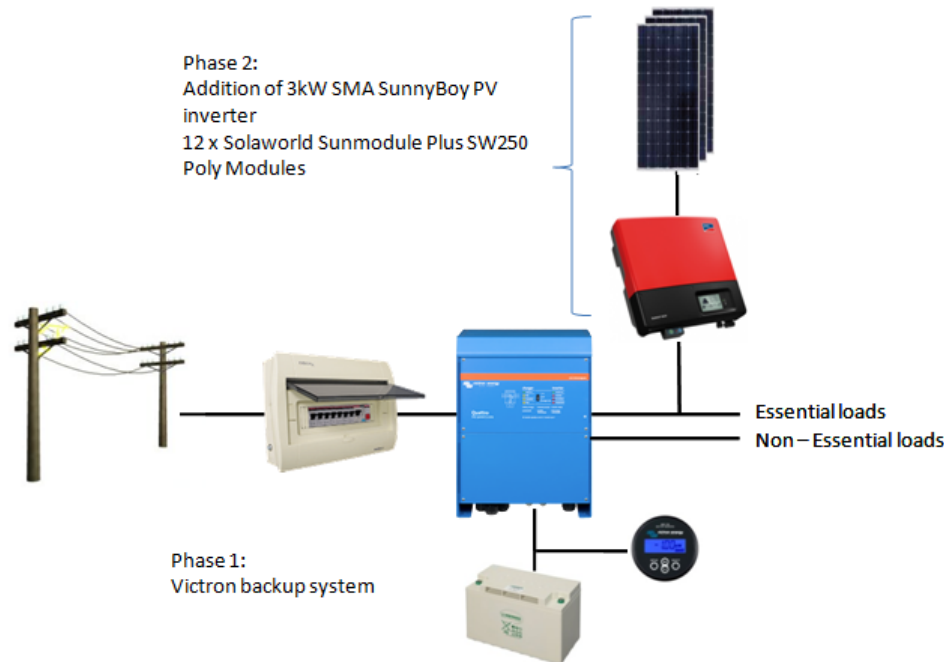 Phase 2:
Addition of 3kW SMA SunnyBoy PV
inverter
12 x Solaworld Sunmodule Plus SW250
Poly Modules
Essential loads
Non – Essential loads
Phase 1:
Victron backup system